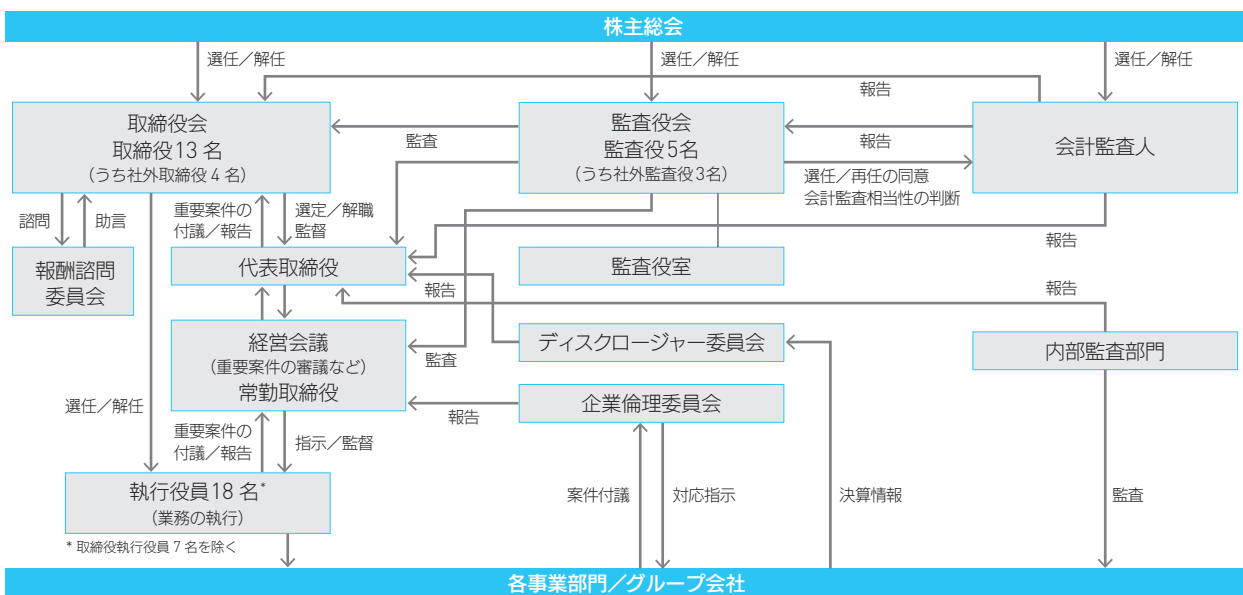 株主総会
選任／解任
選任／解任
選任／解任
報告
取締役会
取締役13 名
（うち社外取締役 4 名）
監査
監査役会
監査役 5名
（うち社外監査役 3名）
報告
会計監査人
選任／再任の同意
会計監査相当性の判断
諮問
助言
重要案件の
付議／報告
選定／解職
監督
報告
報酬諮問
委員会
代表取締役
監査役室
報告
報告
経営会議
（重要案件の審議など）
常勤取締役
監査
ディスクロージャー委員会
内部監査部門
選任／解任
報告
企業倫理委員会
重要案件の
付議／報告
指示／監督
執行役員18 名*
（業務の執行）
案件付議
対応指示
決算情報
監査
* 取締役執行役員 7 名を除く
各事業部門／グループ会社